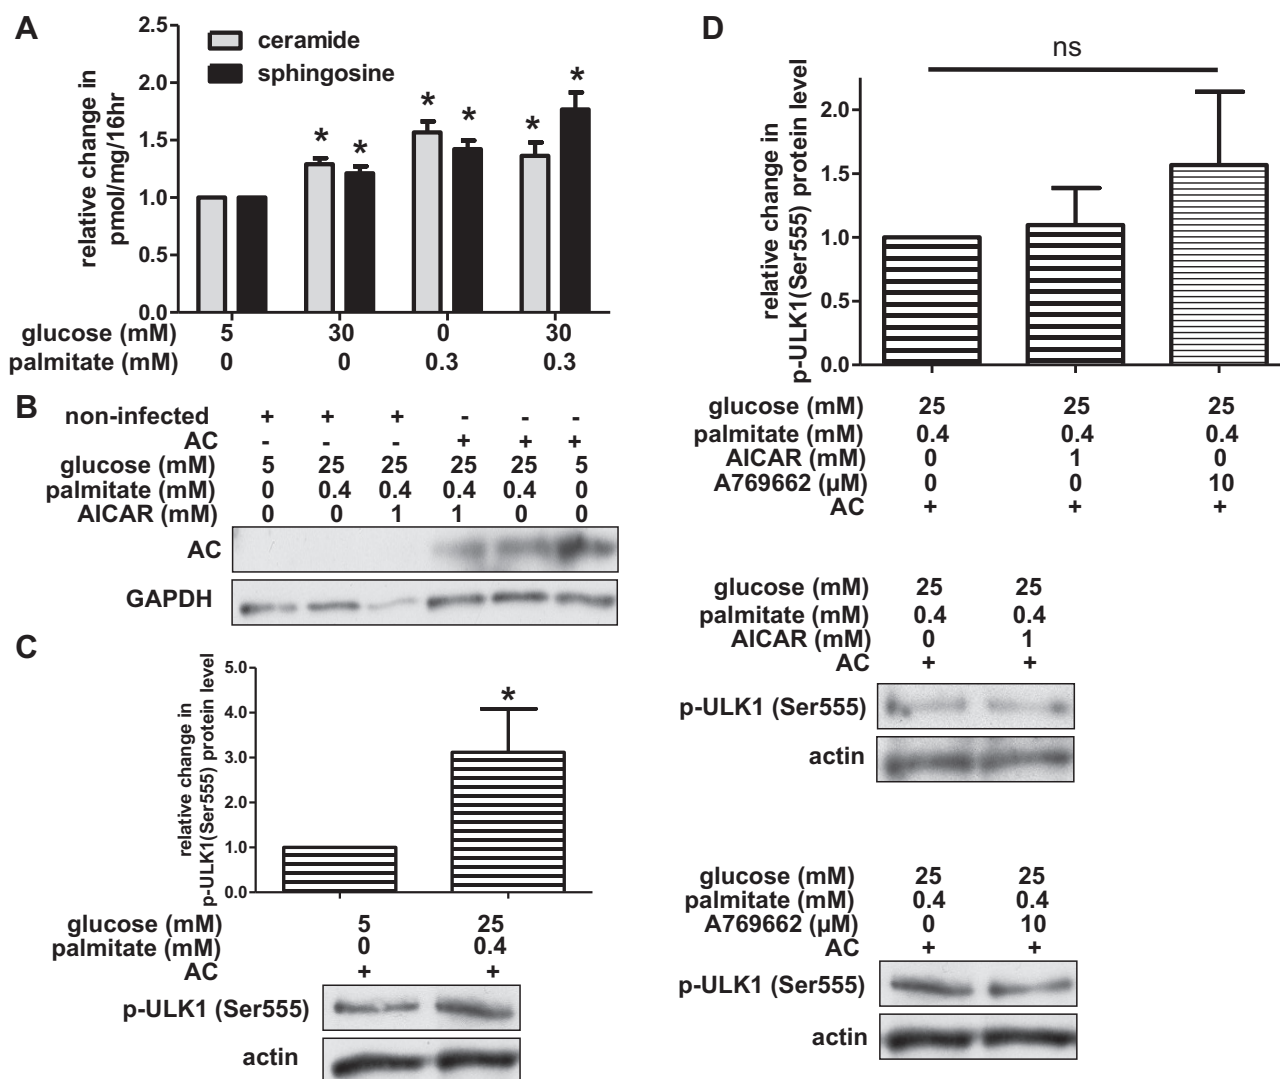 A
2.5
2.0
1.5
1.0
0.5
0.0
relative change in
pmol/mg/16hr
ceramide
sphingosine
* * * * * *
glucose (mM) 5 30 0 30
palmitate (mM) 0 0 0.3 0.3
B
non-infected + + + - - -
AC - - - + + +
glucose (mM) 5 25 25 25 25 5
palmitate (mM) 0 0.4 0.4 0.4 0.4 0
AICAR (mM) 0 0 1 1 0 0
AC
GAPDH
C
5.0
4.0
3.0
2.0
1.0
0.0
relative change in
p-ULK1(Ser555) protein level
*
glucose (mM) 5 25
palmitate (mM) 0 0.4
AC + +
p-ULK1 (Ser555)
actin
D
ns
2.0
1.5
1.0
0.5
0.0
relative change in
p-ULK1(Ser555) protein level
glucose (mM) 25 25 25
palmitate (mM) 0.4 0.4 0.4
AICAR (mM) 0 1 0
A769662 (µM) 0 0 10
AC + + +
glucose (mM) 25 25
palmitate (mM) 0.4 0.4
AICAR (mM) 0 1
AC + +
p-ULK1 (Ser555)
actin
glucose (mM) 25 25
palmitate (mM) 0.4 0.4
A769662 (µM) 0 10
AC + +
p-ULK1 (Ser555)
actin